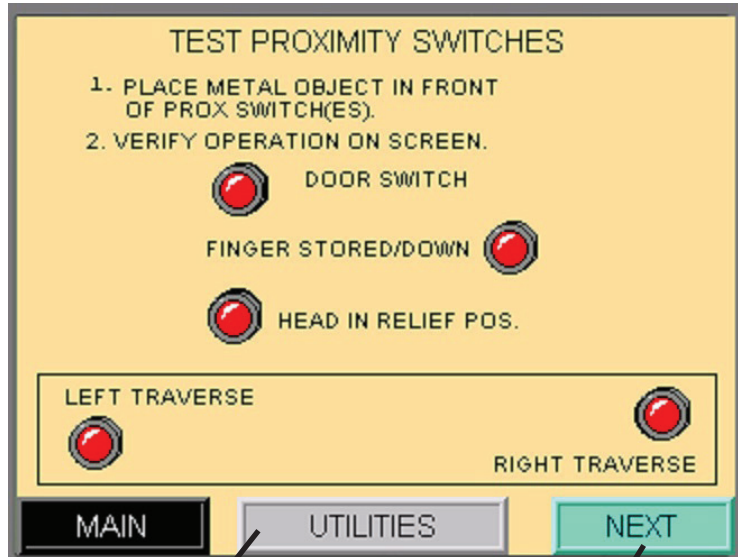 TEST PROXIMITY SWITCHES
1. PLACE METAL OBJECT IN FRONT
OF PROX SWITCH(ES).
2. VERIFY OPERATION ON SCREEN.
DOOR SWITCH
FINGER STORED/DOWN
HEAD IN RELIEF POS.
LEFT TRAVERSE
RIGHT TRAVERSE
MAIN
UTILITIES
NEXT